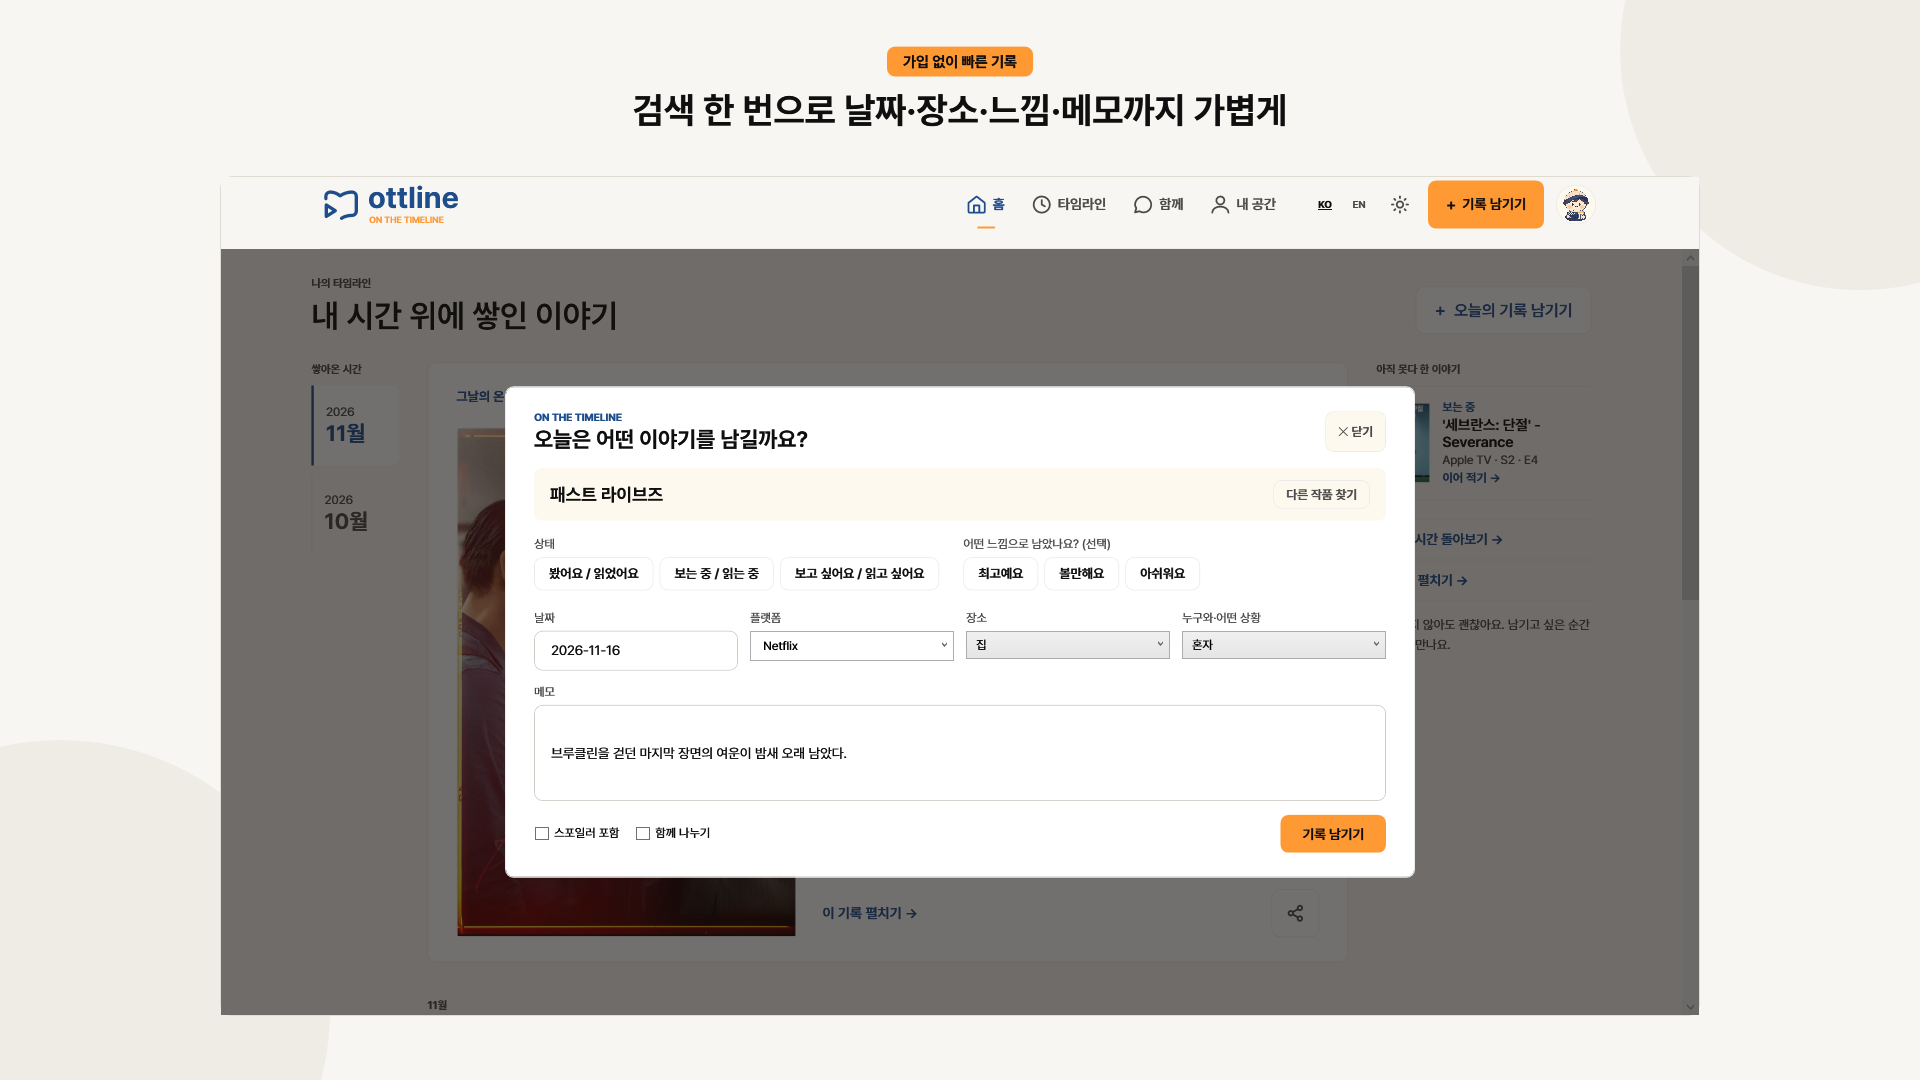 가입 없이 빠른 기록
검색 한 번으로 날짜·장소·느낌·메모까지 가볍게
ottline
ON THE TIMELINE
홈
타임라인
함께
내 공간
KO
EN
+ 기록 남기기
나의 타임라인
내 시간 위에 쌓인 이야기
+ 오늘의 기록 남기기
쌓아온 시간
2026
11월
2026
10월
그날의 온
아직 못다 한 이야기
보는 중
'세브란스: 단절' -
Severance
Apple TV · S2 · E4
이어 적기 →
시간 돌아보기 →
펼치기 →
않아도 괜찮아요. 남기고 싶은 순간
만나요.
ON THE TIMELINE
오늘은 어떤 이야기를 남길까요?
닫기
패스트 라이브즈
다른 작품 찾기
상태
봤어요 / 읽었어요
보는 중 / 읽는 중
보고 싶어요 / 읽고 싶어요
어떤 느낌으로 남았나요? (선택)
최고예요
볼만해요
아쉬워요
날짜
2026-11-16
플랫폼
Netflix
장소
집
누구와·어떤 상황
혼자
메모
브루클린을 걷던 마지막 장면의 여운이 밤새 오래 남았다.
스포일러 포함
함께 나누기
기록 남기기
이 기록 펼치기 →
11월